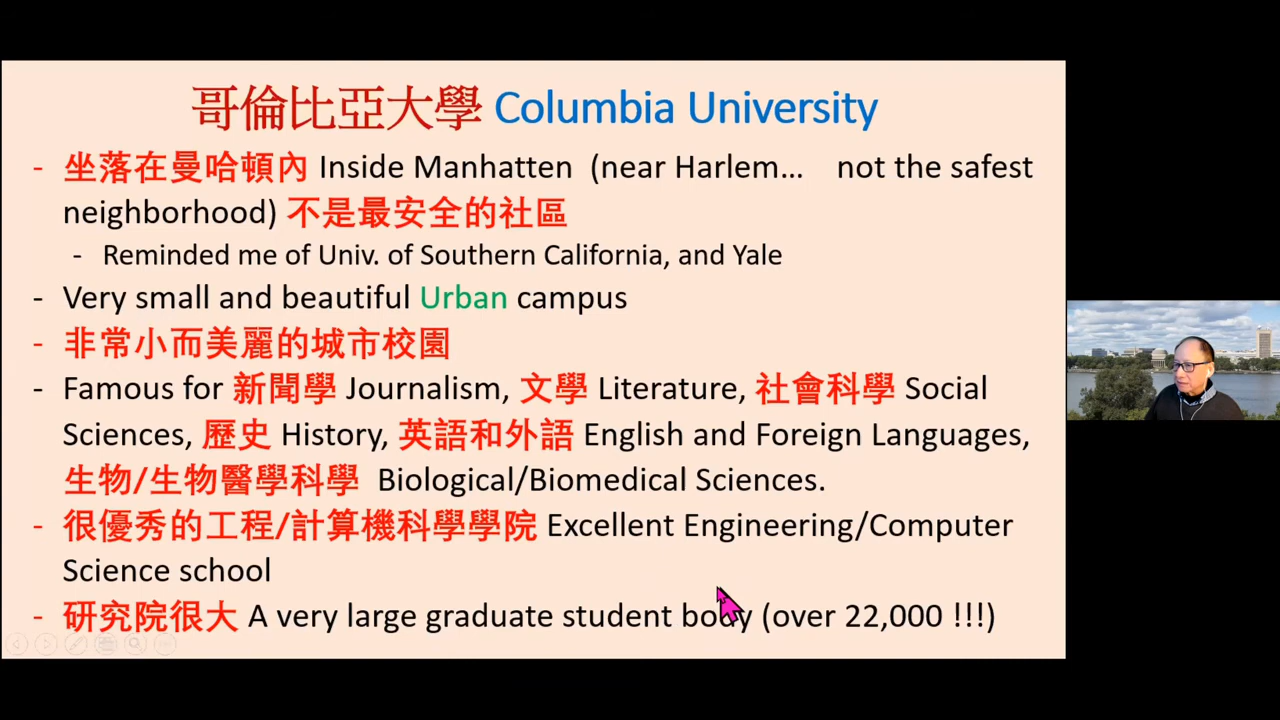 哥倫比亞大學 Columbia University
- 坐落在曼哈頓內 Inside Manhatten (near Harlem... not the safest
neighborhood) 不是最安全的社區
- Reminded me of Univ. of Southern California, and Yale
- Very small and beautiful Urban campus
- 非常小而美麗的城市校園
- Famous for 新聞學 Journalism, 文學 Literature, 社會科學 Social
Sciences, 歷史 History, 英語和外語 English and Foreign Languages,
生物/生物醫學科學 Biological/Biomedical Sciences.
- 很優秀的工程/計算機科學學院 Excellent Engineering/Computer
Science school
- 研究院很大 A very large graduate student body (over 22,000 !!!)